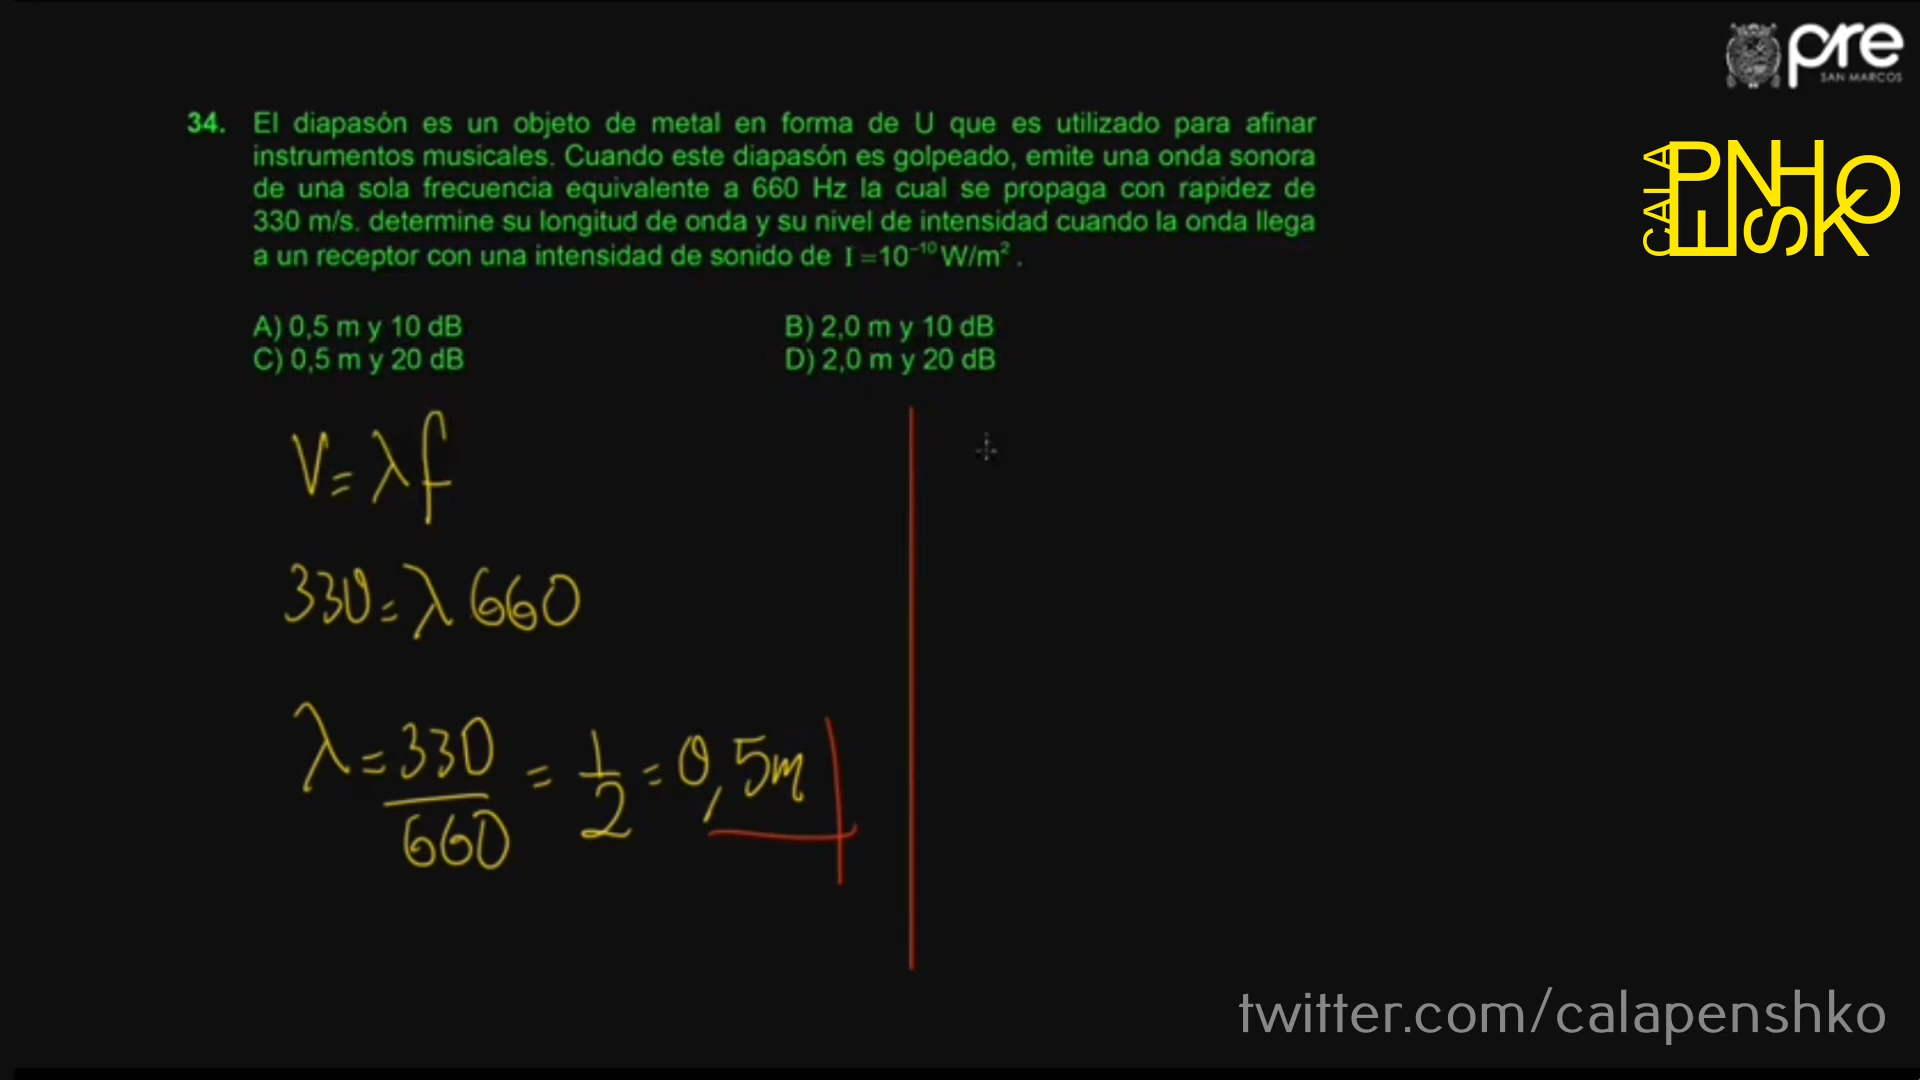 pre
SAN MARCOS
CALA PENSHKO
34. El diapasón es un objeto de metal en forma de U que es utilizado para afinar
instrumentos musicales. Cuando este diapasón es golpeado, emite una onda sonora
de una sola frecuencia equivalente a 660 Hz la cual se propaga con rapidez de
330 m/s. determine su longitud de onda y su nivel de intensidad cuando la onda llega
a un receptor con una intensidad de sonido de I =10⁻¹⁰ W/m² .
A) 0,5 m y 10 dB B) 2,0 m y 10 dB
C) 0,5 m y 20 dB D) 2,0 m y 20 dB
V = λ f
330 = λ 660
λ = 330/660 = 1/2 = 0,5m
twitter.com/calapenshko